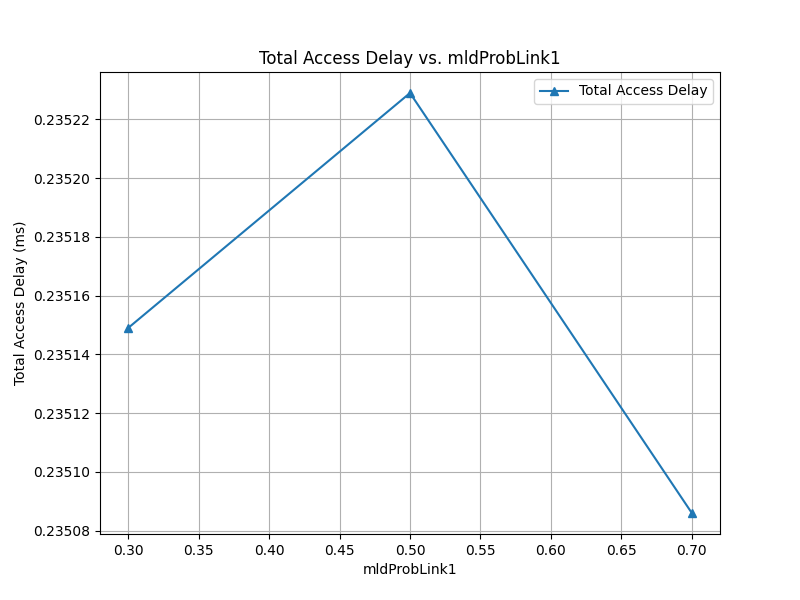 Total Access Delay vs. mldProbLink1
Total Access Delay
Total Access Delay (ms)
0.23522
0.23520
0.23518
0.23516
0.23514
0.23512
0.23510
0.23508
0.30 0.35 0.40 0.45 0.50 0.55 0.60 0.65 0.70
mldProbLink1